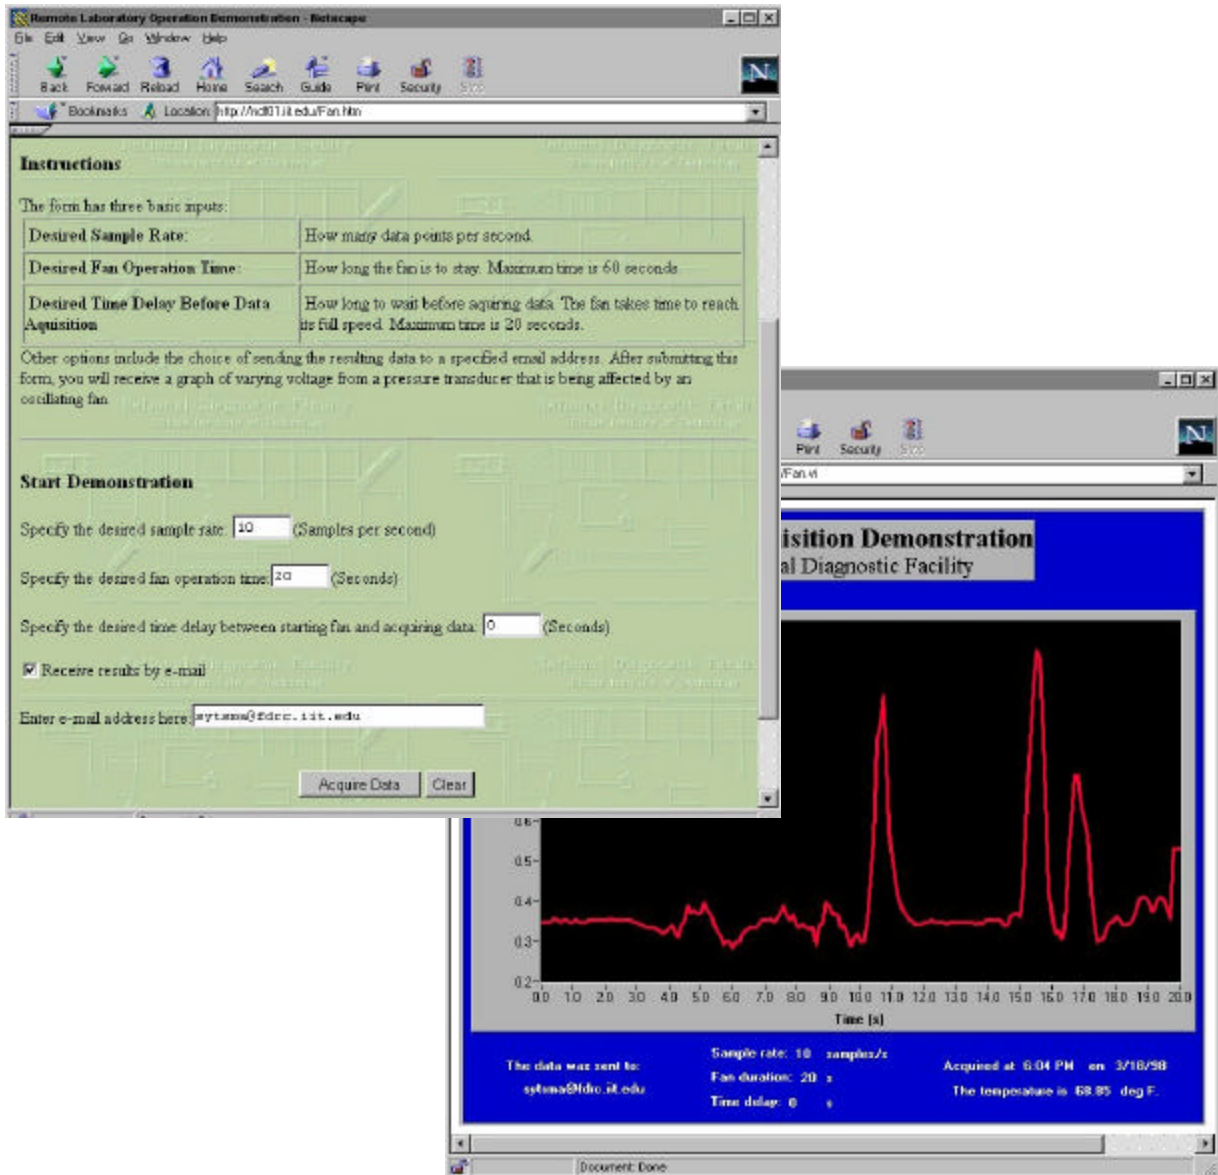 Remote Laboratory Operation Demonstration - Netscape
File Edit View Go Window Help
Back Forward Reload Home Search Guide Print Security Stop
Bookmarks Location: http://ndf01.iit.edu/Fan.htm
Instructions
The form has three basic inputs:
Desired Sample Rate: How many data points per second.
Desired Fan Operation Time: How long the fan is to stay. Maximum time is 60 seconds.
Desired Time Delay Before Data Aquisition
How long to wait before aquiring data. The fan takes time to reach
its full speed. Maximum time is 20 seconds.
Other options include the choice of sending the resulting data to a specified email address. After submitting this
form, you will receive a graph of varying voltage from a pressure transducer that is being affected by an
oscillating fan.
Start Demonstration
Specify the desired sample rate: 10 (Samples per second)
Specify the desired fan operation time: 20 (Seconds)
Specify the desired time delay between starting fan and acquiring data: 0 (Seconds)
Receive results by e-mail
Enter e-mail address here: sytsma@fdrc.iit.edu
Acquire Data Clear
Print Security Stop
/Fan.vi
isition Demonstration
al Diagnostic Facility
0.6
0.5
0.4
0.3
0.2
0.0 1.0 2.0 3.0 4.0 5.0 6.0 7.0 8.0 9.0 10.0 11.0 12.0 13.0 14.0 15.0 16.0 17.0 18.0 19.0 20.0
Time [s]
The data was sent to:
sytsma@fdrc.iit.edu
Sample rate: 10 samples/s
Fan duration: 20 s
Time delay: 0 s
Acquired at 6:04 PM on 3/18/98
The temperature is 68.85 deg F.
Document: Done